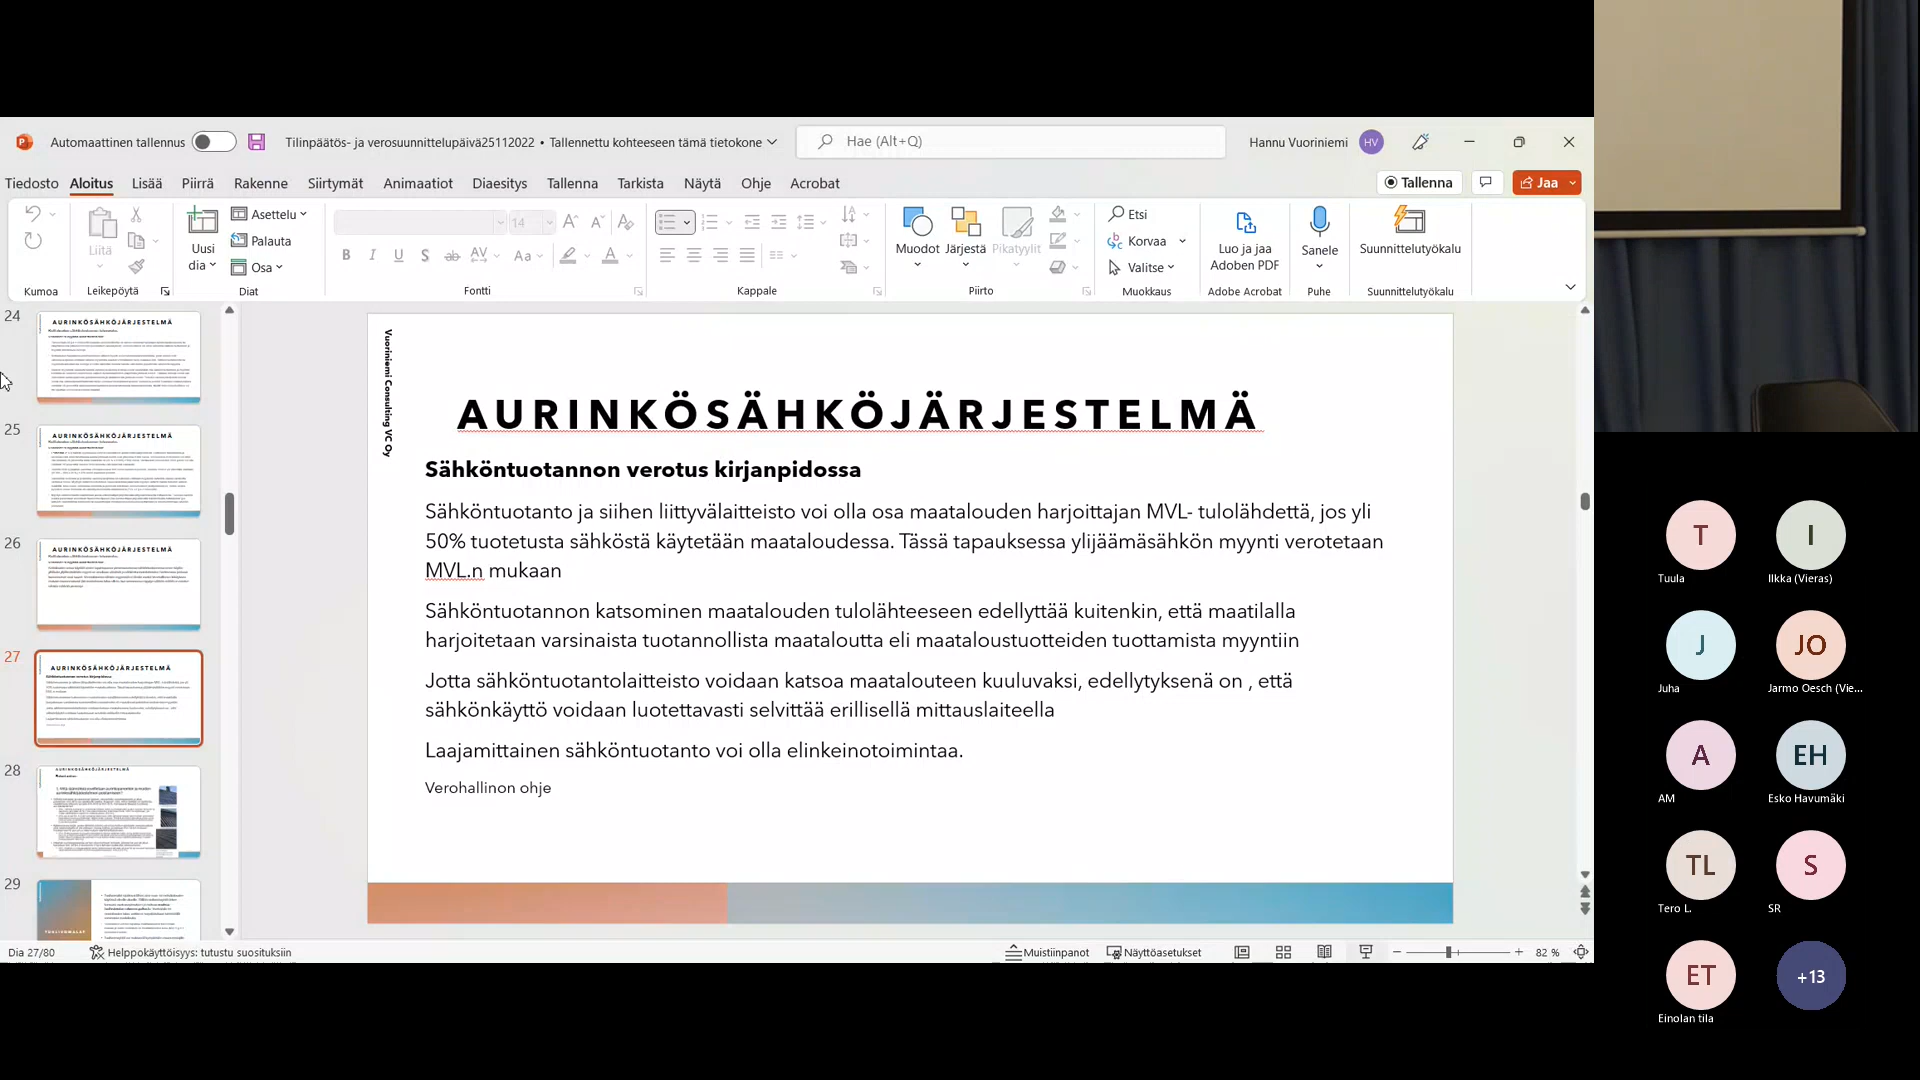 Automaattinen tallennus
Tilinpäätös- ja verosuunnittelupäivä25112022 • Tallennettu kohteeseen tämä tietokone
Hae (Alt+Q)
Hannu Vuoriniemi
HV
Tiedosto Aloitus Lisää Piirrä Rakenne Siirtymät Animaatiot Diaesitys Tallenna Tarkista Näytä Ohje Acrobat
Tallenna
Jaa
Liitä
Uusi dia
Asettelu
Palauta
Osa
14
Muodot
Järjestä
Pikatyylit
Etsi
Korvaa
Valitse
Luo ja jaa Adoben PDF
Sanele
Suunnittelutyökalu
Kumoa
Leikepöytä
Diat
Fontti
Kappale
Piirto
Muokkaus
Adobe Acrobat
Puhe
Suunnittelutyökalu
24
AURINKÖSÄHKÖJÄRJESTELMÄ
25
AURINKÖSÄHKÖJÄRJESTELMÄ
26
AURINKÖSÄHKÖJÄRJESTELMÄ
27
AURINKÖSÄHKÖJÄRJESTELMÄ
28
AURINKÖSÄHKÖJÄRJESTELMÄ
29
Vuoriniemi Consulting VC Oy
AURINKÖSÄHKÖJÄRJESTELMÄ
Sähköntuotannon verotus kirjanpidossa
Sähköntuotanto ja siihen liittyvälaitteisto voi olla osa maatalouden harjoittajan MVL- tulolähdettä, jos yli
50% tuotetusta sähköstä käytetään maataloudessa. Tässä tapauksessa ylijäämäsähkön myynti verotetaan
MVL.n mukaan
Sähköntuotannon katsominen maatalouden tulolähteeseen edellyttää kuitenkin, että maatilalla
harjoitetaan varsinaista tuotannollista maataloutta eli maataloustuotteiden tuottamista myyntiin
Jotta sähköntuotantolaitteisto voidaan katsoa maatalouteen kuuluvaksi, edellytyksenä on , että
sähkönkäyttö voidaan luotettavasti selvittää erillisellä mittauslaiteella
Laajamittainen sähköntuotanto voi olla elinkeinotoimintaa.
Verohallinon ohje
Dia 27/80
Helppokäyttöisyys: tutustu suosituksiin
Muistiinpanot
Näyttöasetukset
82 %
T
Tuula
I
Ilkka (Vieras)
J
Juha
JO
Jarmo Oesch (Vie...
A
AM
EH
Esko Havumäki
TL
Tero L.
S
SR
ET
Einolan tila
+13